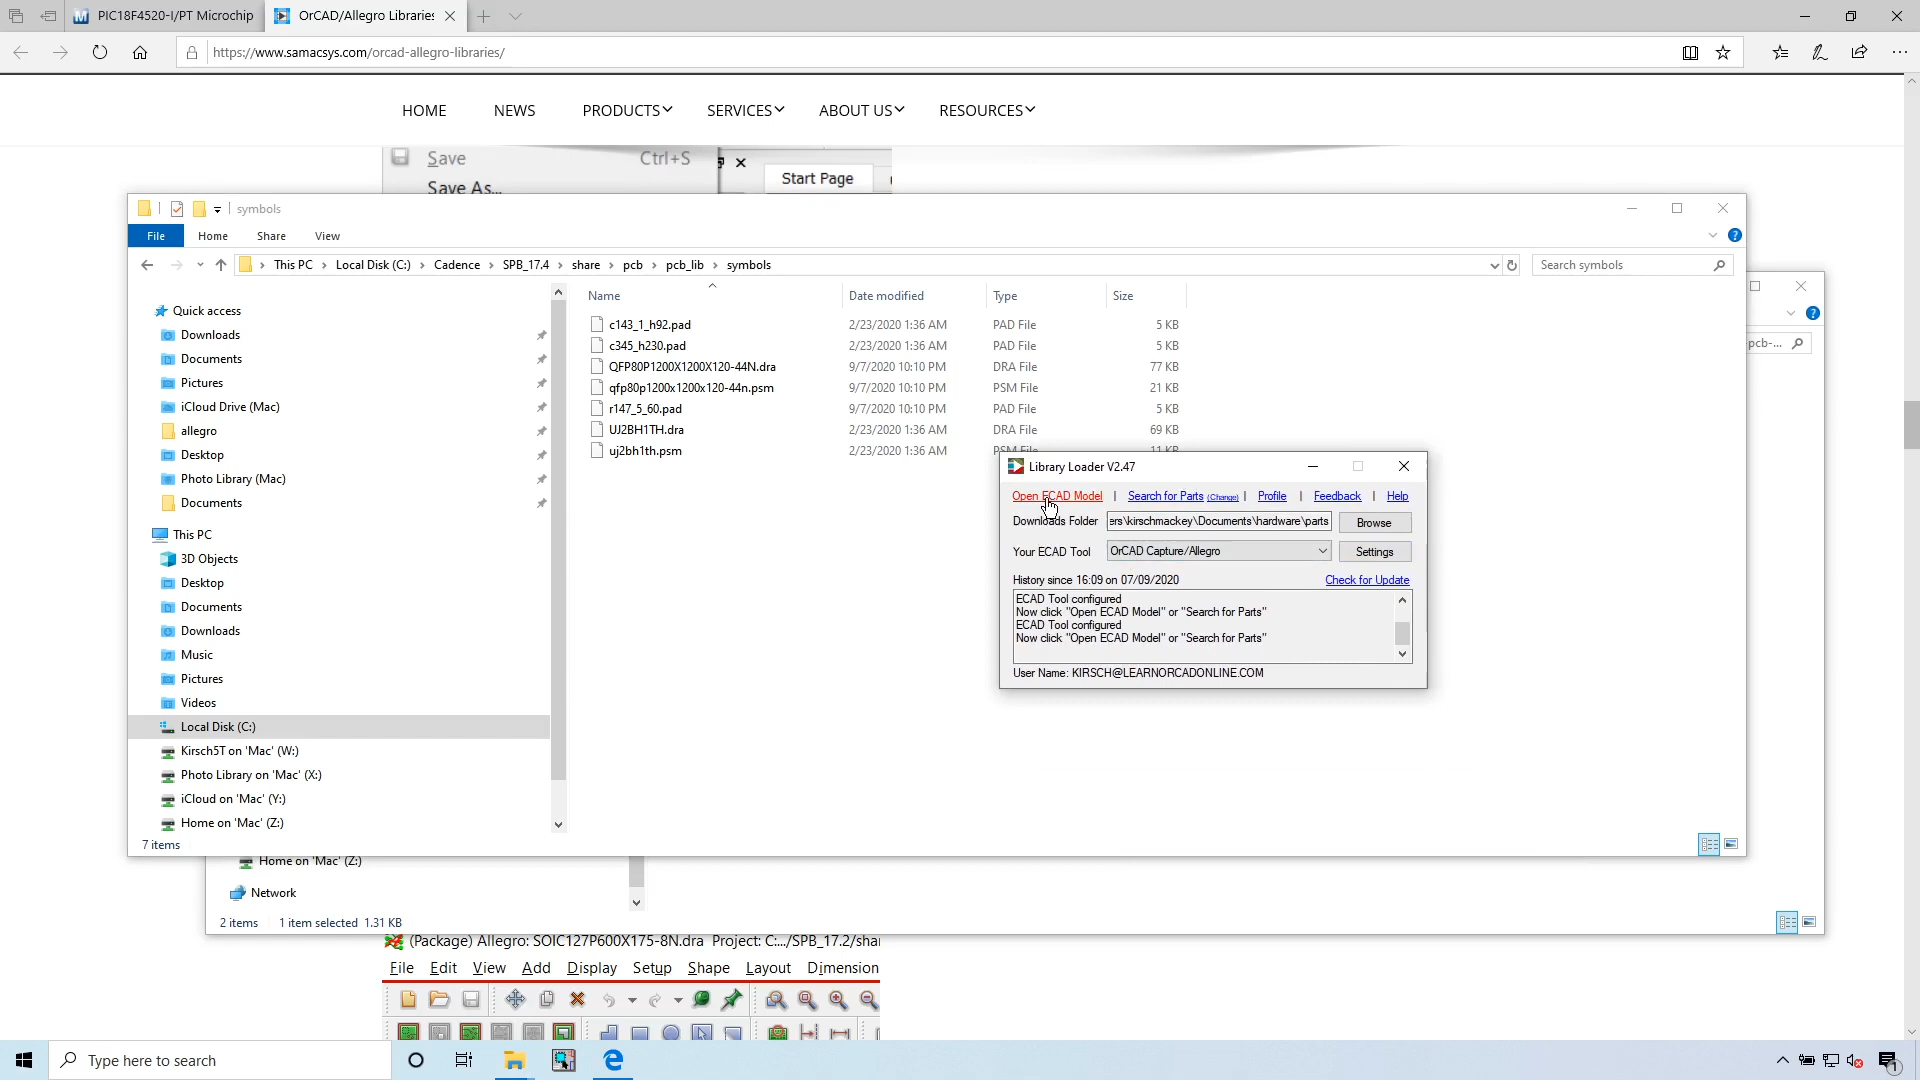 PIC18F4520-I/PT Microchip
OrCAD/Allegro Libraries
https://www.samacsys.com/orcad-allegro-libraries/
HOME
NEWS
PRODUCTS
SERVICES
ABOUT US
RESOURCES
Save
Ctrl+S
Save As...
Start Page
symbols
File
Home
Share
View
This PC
Local Disk (C:)
Cadence
SPB_17.4
share
pcb
pcb_lib
symbols
Search symbols
pcb-...
Name
Date modified
Type
Size
c143_1_h92.pad 2/23/2020 1:36 AM PAD File 5 KB
c345_h230.pad 2/23/2020 1:36 AM PAD File 5 KB
QFP80P1200X1200X120-44N.dra 9/7/2020 10:10 PM DRA File 77 KB
qfp80p1200x1200x120-44n.psm 9/7/2020 10:10 PM PSM File 21 KB
r147_5_60.pad 9/7/2020 10:10 PM PAD File 5 KB
UJ2BH1TH.dra 2/23/2020 1:36 AM DRA File 69 KB
uj2bh1th.psm 2/23/2020 1:36 AM PSM File 11 KB
Quick access
Downloads
Documents
Pictures
iCloud Drive (Mac)
allegro
Desktop
Photo Library (Mac)
Documents
This PC
3D Objects
Desktop
Documents
Downloads
Music
Pictures
Videos
Local Disk (C:)
Kirsch5T on 'Mac' (W:)
Photo Library on 'Mac' (X:)
iCloud on 'Mac' (Y:)
Home on 'Mac' (Z:)
7 items
Library Loader V2.47
Open ECAD Model | Search for Parts (Change) | Profile | Feedback | Help
Downloads Folder
ers\kirschmackey\Documents\hardware\parts
Browse
Your ECAD Tool
OrCAD Capture/Allegro
Settings
History since 16:09 on 07/09/2020
Check for Update
ECAD Tool configured
Now click "Open ECAD Model" or "Search for Parts"
ECAD Tool configured
Now click "Open ECAD Model" or "Search for Parts"
User Name: KIRSCH@LEARNORCADONLINE.COM
Home on 'Mac' (Z:)
Network
2 items 1 item selected 1.31 KB
(Package) Allegro: SOIC127P600X175-8N.dra Project: C:.../SPB_17.2/shar
File Edit View Add Display Setup Shape Layout Dimension
Type here to search
1